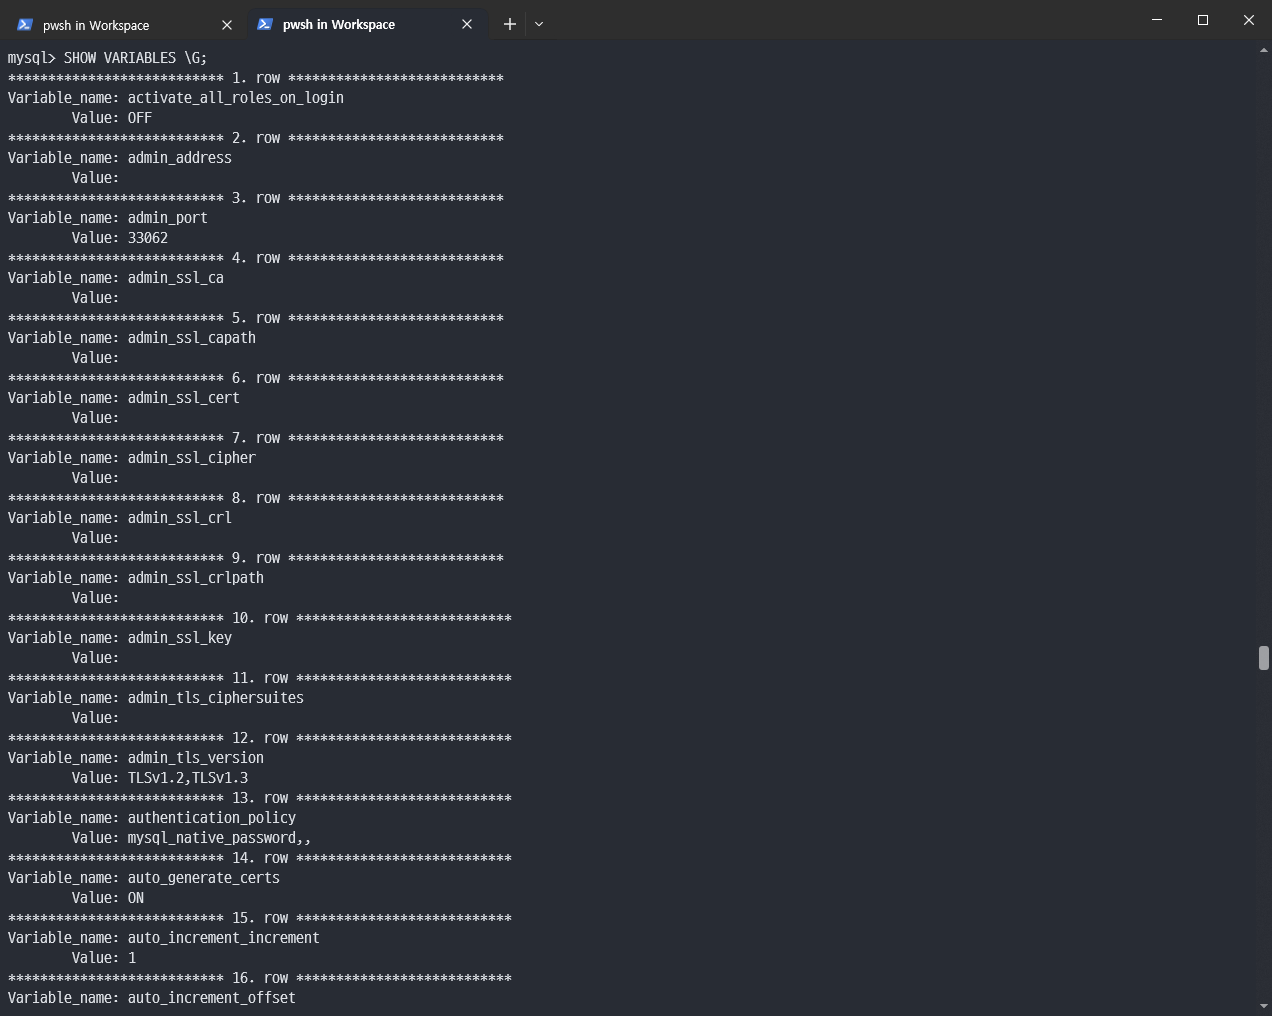 pwsh in Workspace
pwsh in Workspace
mysql> SHOW VARIABLES \G;
*************************** 1. row ***************************
Variable_name: activate_all_roles_on_login
        Value: OFF
*************************** 2. row ***************************
Variable_name: admin_address
        Value:
*************************** 3. row ***************************
Variable_name: admin_port
        Value: 33062
*************************** 4. row ***************************
Variable_name: admin_ssl_ca
        Value:
*************************** 5. row ***************************
Variable_name: admin_ssl_capath
        Value:
*************************** 6. row ***************************
Variable_name: admin_ssl_cert
        Value:
*************************** 7. row ***************************
Variable_name: admin_ssl_cipher
        Value:
*************************** 8. row ***************************
Variable_name: admin_ssl_crl
        Value:
*************************** 9. row ***************************
Variable_name: admin_ssl_crlpath
        Value:
*************************** 10. row ***************************
Variable_name: admin_ssl_key
        Value:
*************************** 11. row ***************************
Variable_name: admin_tls_ciphersuites
        Value:
*************************** 12. row ***************************
Variable_name: admin_tls_version
        Value: TLSv1.2,TLSv1.3
*************************** 13. row ***************************
Variable_name: authentication_policy
        Value: mysql_native_password,,
*************************** 14. row ***************************
Variable_name: auto_generate_certs
        Value: ON
*************************** 15. row ***************************
Variable_name: auto_increment_increment
        Value: 1
*************************** 16. row ***************************
Variable_name: auto_increment_offset